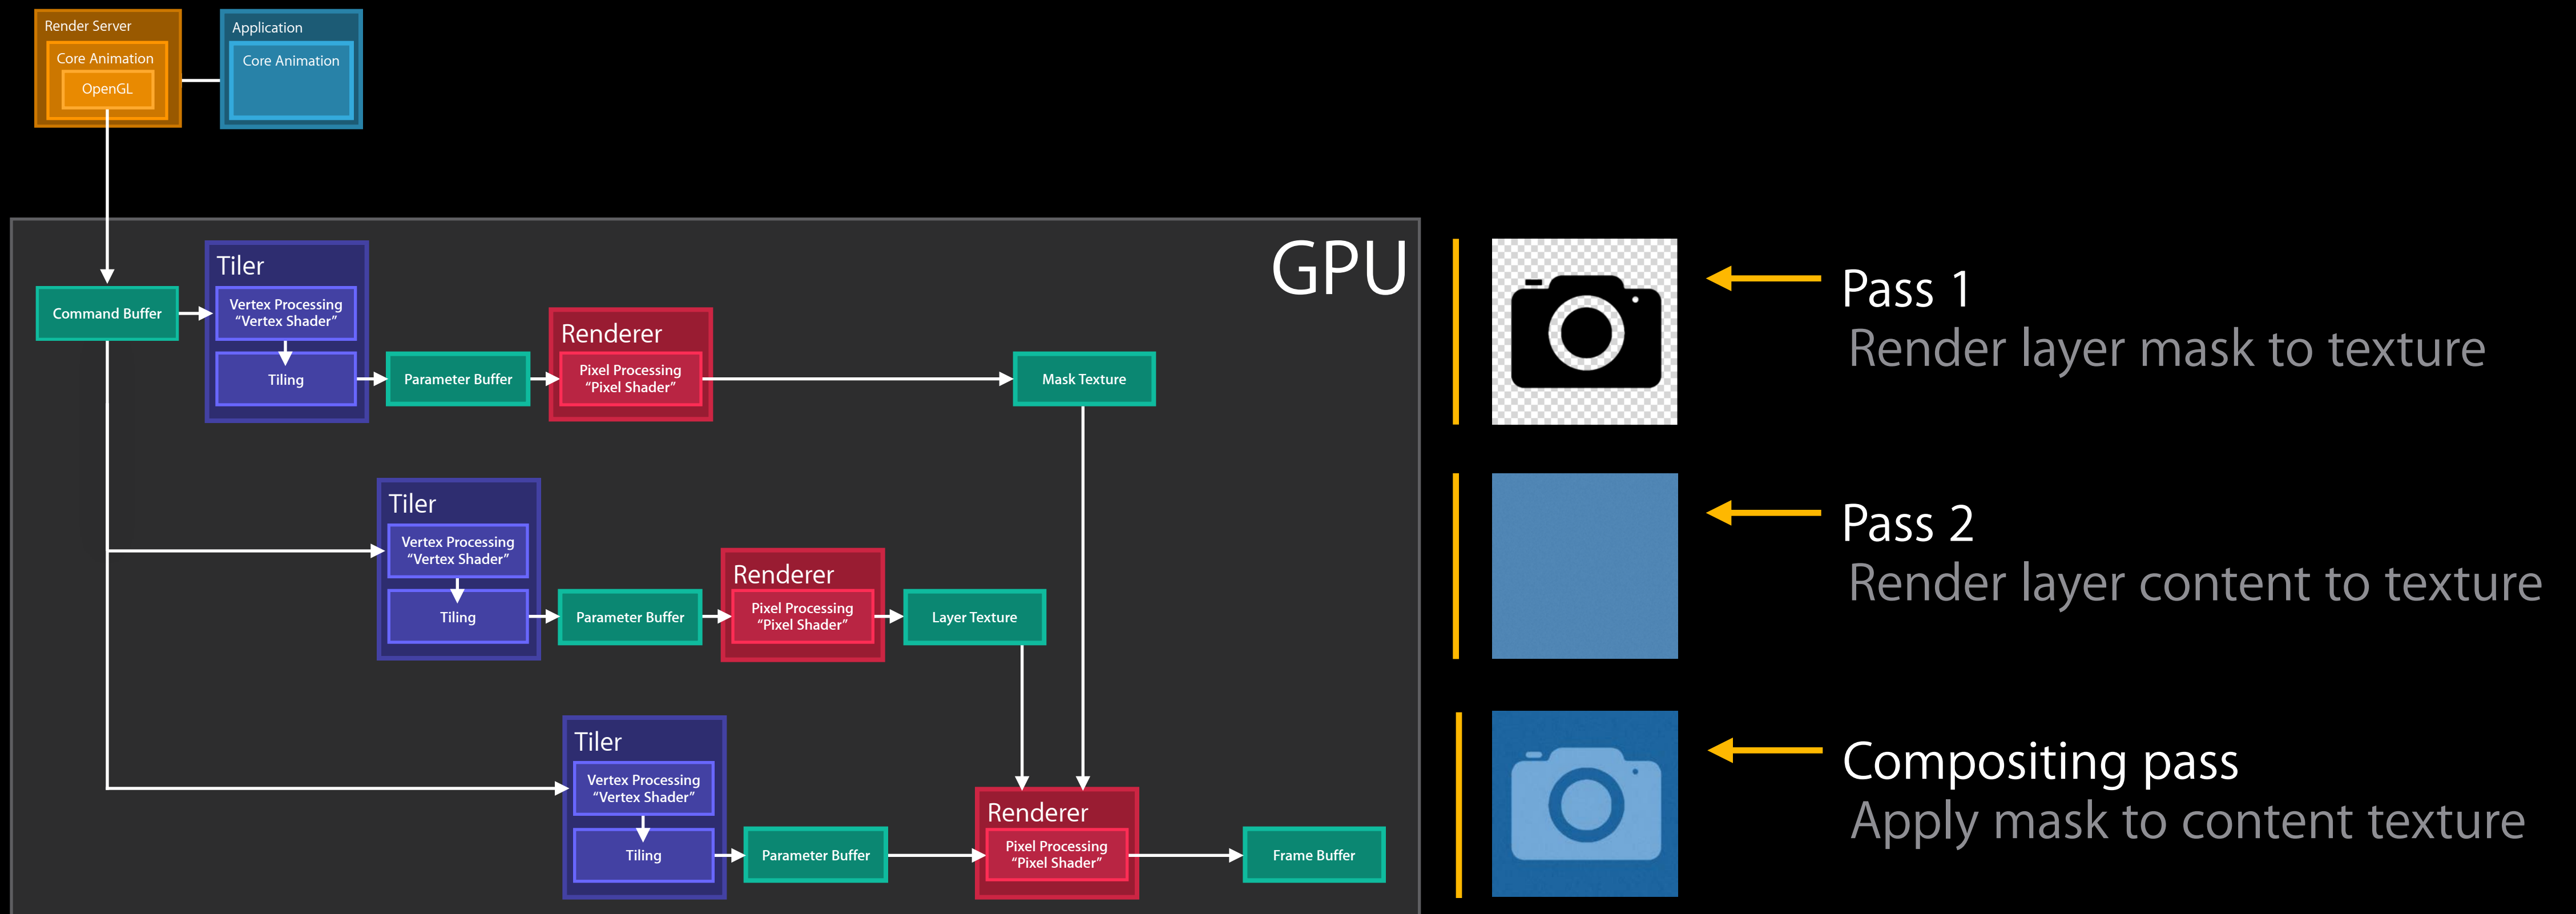 Render Server
Core Animation
OpenGL
Application
Core Animation
GPU
Command Buffer
Tiler
Vertex Processing
“Vertex Shader”
Tiling
Parameter Buffer
Renderer
Pixel Processing
“Pixel Shader”
Mask Texture
Pass 1
Render layer mask to texture
Tiler
Vertex Processing
“Vertex Shader”
Tiling
Parameter Buffer
Renderer
Pixel Processing
“Pixel Shader”
Layer Texture
Pass 2
Render layer content to texture
Tiler
Vertex Processing
“Vertex Shader”
Tiling
Parameter Buffer
Renderer
Pixel Processing
“Pixel Shader”
Frame Buffer
Compositing pass
Apply mask to content texture